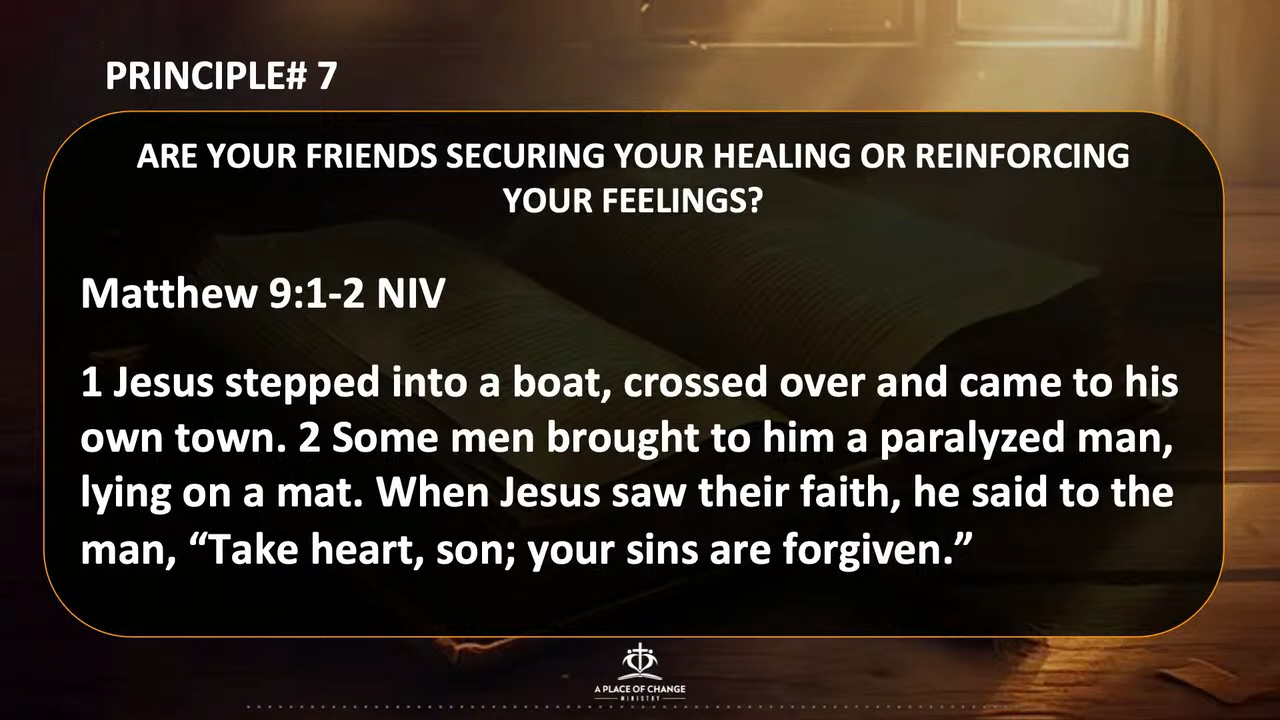 PRINCIPLE# 7
ARE YOUR FRIENDS SECURING YOUR HEALING OR REINFORCING
YOUR FEELINGS?
Matthew 9:1-2 NIV
1 Jesus stepped into a boat, crossed over and came to his
own town. 2 Some men brought to him a paralyzed man,
lying on a mat. When Jesus saw their faith, he said to the
man, “Take heart, son; your sins are forgiven.”
A PLACE OF CHANGE
MINISTRY